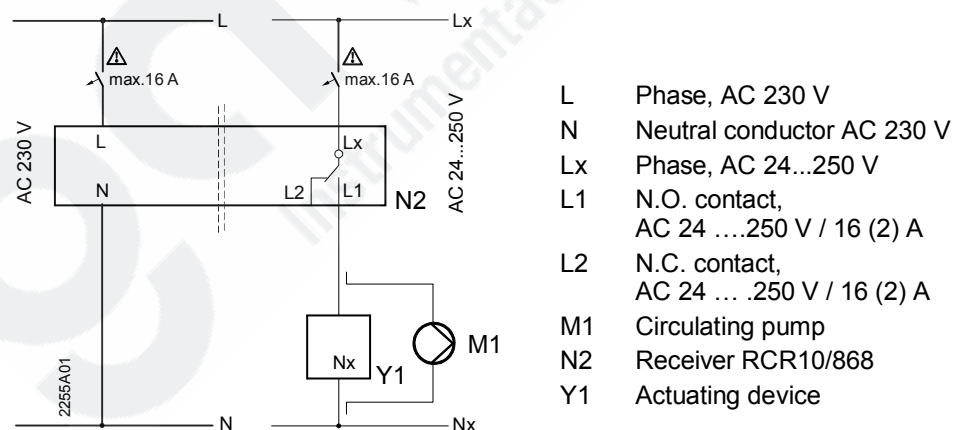 L
Lx
max.16 A
max.16 A
AC 230 V
L
Lx
AC 24...250 V
N
L2
L1
N2
M1
Nx
Y1
2255A01
N
Nx
L Phase, AC 230 V
N Neutral conductor AC 230 V
Lx Phase, AC 24...250 V
L1 N.O. contact,
AC 24 ….250 V / 16 (2) A
L2 N.C. contact,
AC 24 … .250 V / 16 (2) A
M1 Circulating pump
N2 Receiver RCR10/868
Y1 Actuating device